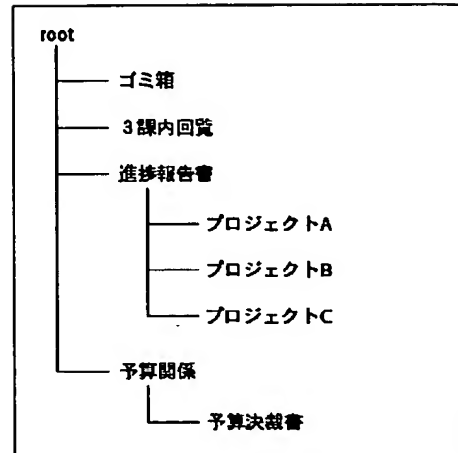 root
ゴミ箱
3課内回覧
進捗報告書
プロジェクトA
プロジェクトB
プロジェクトC
予算関係
予算決裁書